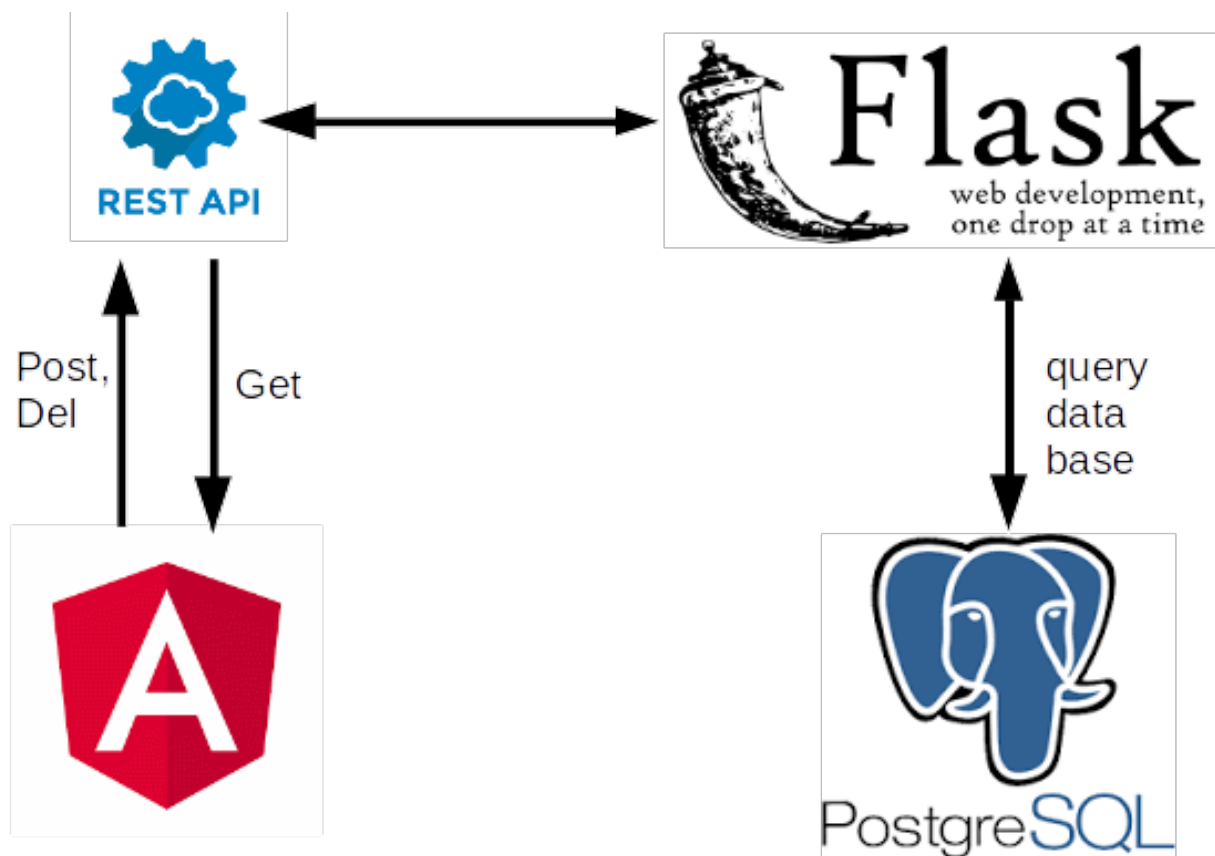 REST API
Flask
web development,
one drop at a time
Post,
Del
Get
query
data
base
A
PostgreSQL